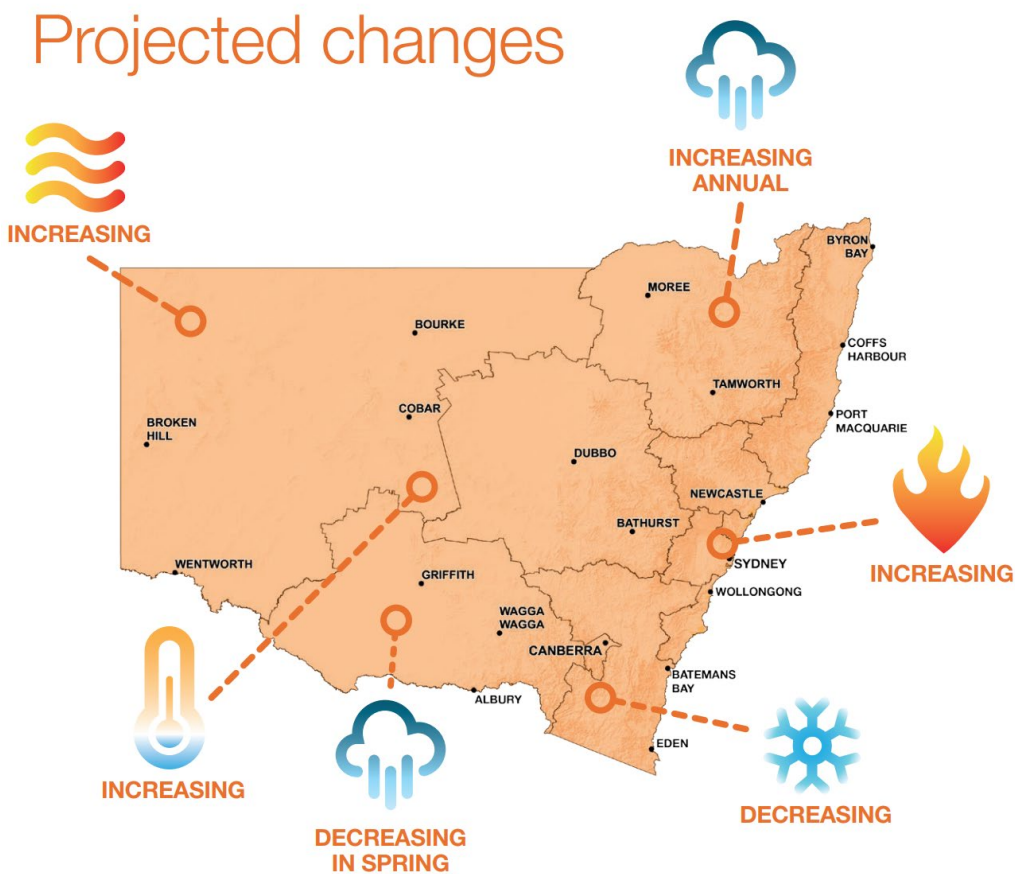 Projected changes
INCREASING
ANNUAL
INCREASING
BYRON
BAY
MOREE
BOURKE
COFFS
HARBOUR
TAMWORTH
COBAR
PORT
MACQUARIE
BROKEN
HILL
DUBBO
NEWCASTLE
BATHURST
SYDNEY
WENTWORTH
INCREASING
GRIFFITH
WOLLONGONG
WAGGA
WAGGA
CANBERRA
BATEMANS
BAY
ALBURY
EDEN
INCREASING
DECREASING
DECREASING
IN SPRING